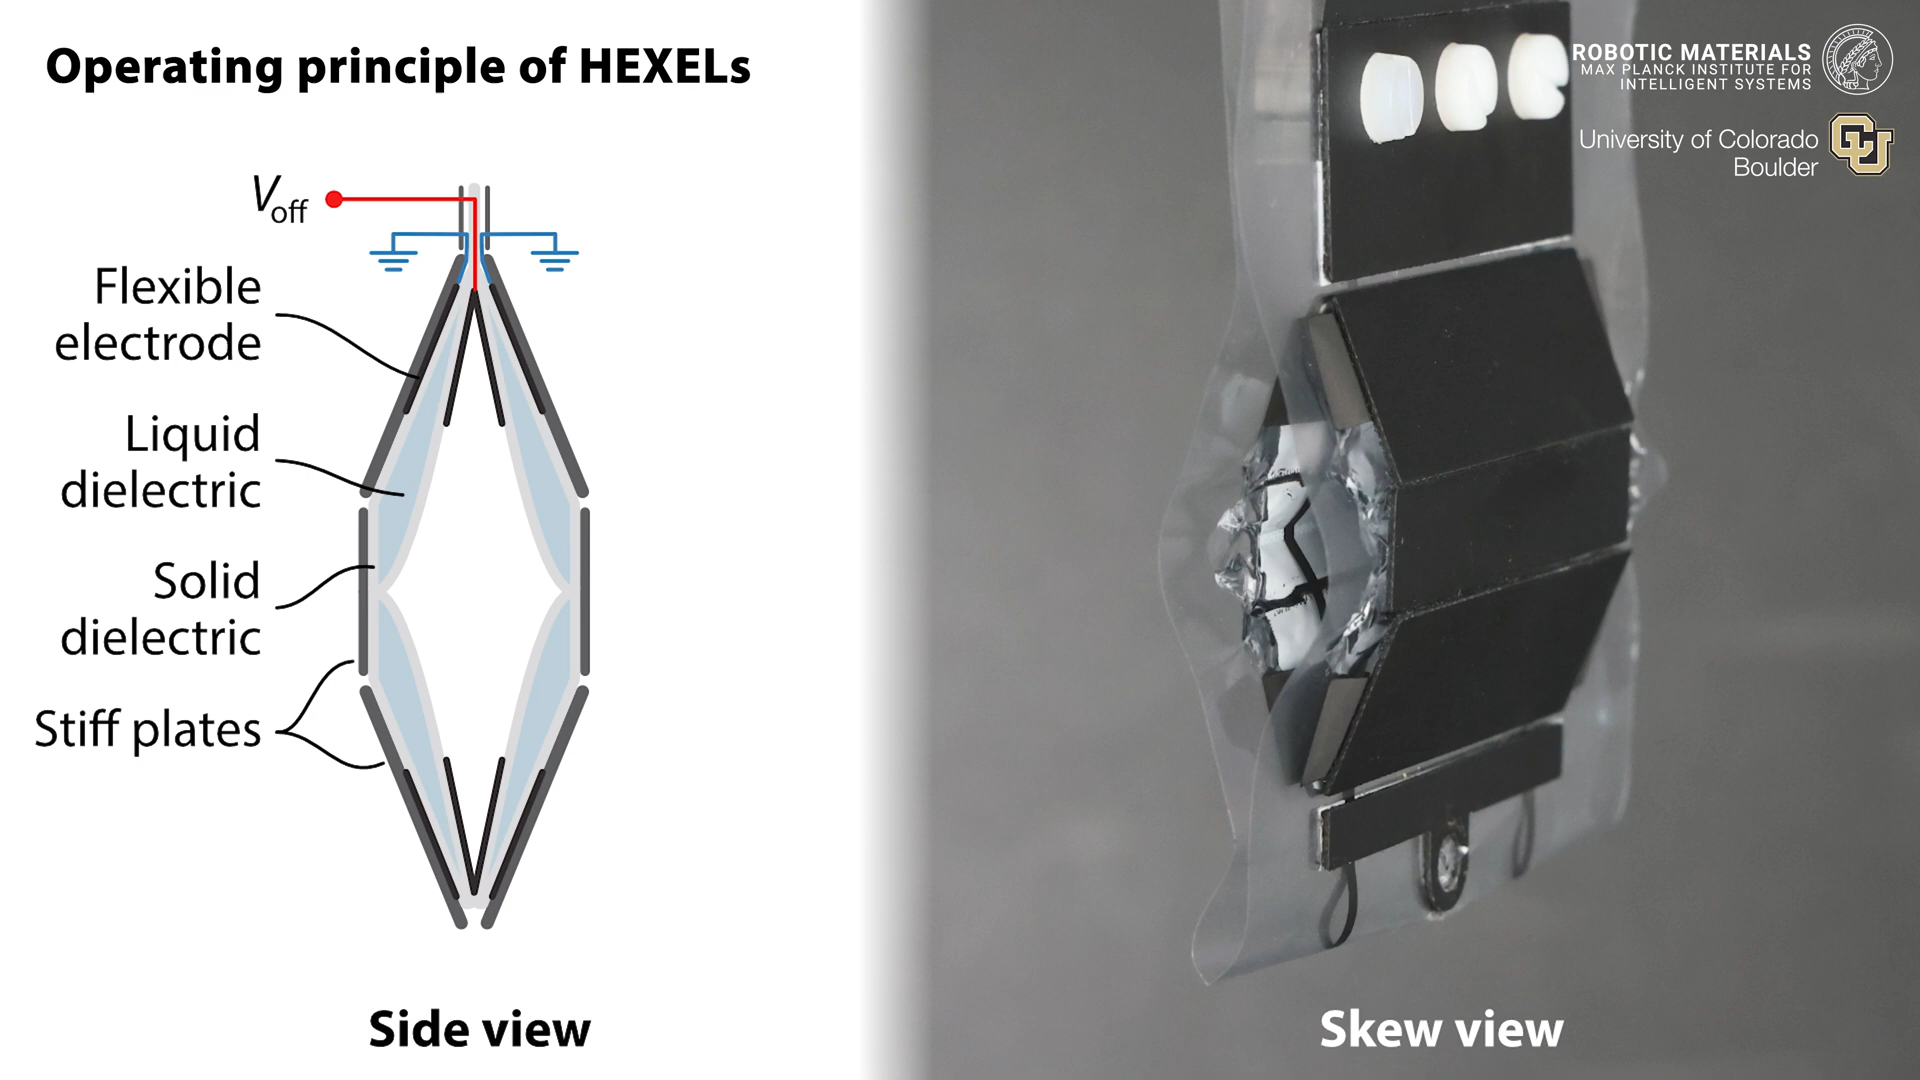 Operating principle of HEXELs
Voff
Flexible
electrode
Liquid
dielectric
Solid
dielectric
Stiff plates
Side view
ROBOTIC MATERIALS
MAX PLANCK INSTITUTE FOR
INTELLIGENT SYSTEMS
University of Colorado
Boulder
CU
Skew view